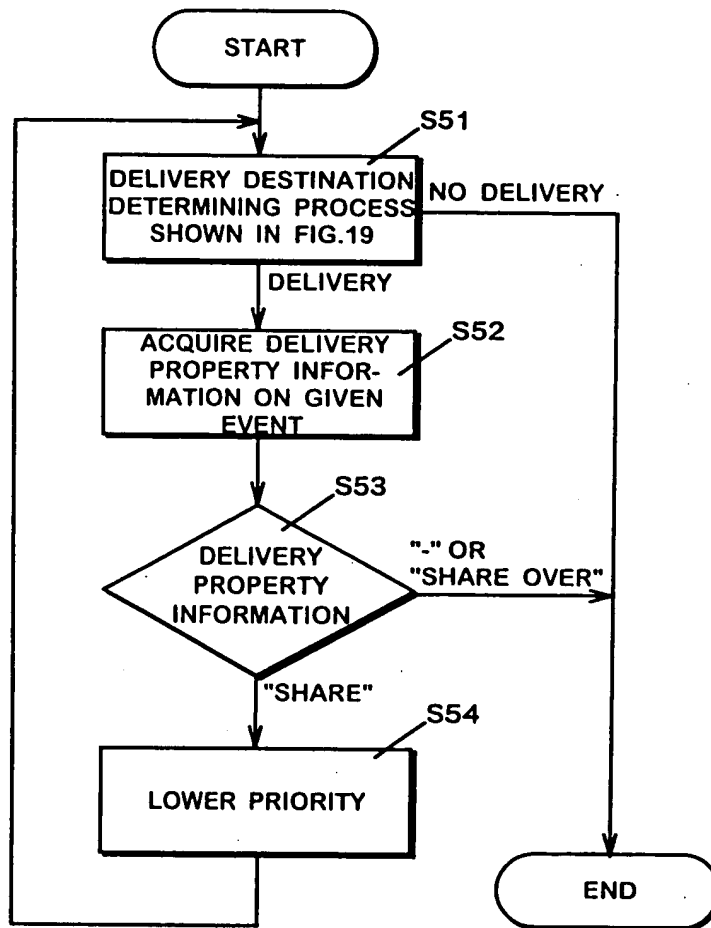 START
S51
DELIVERY DESTINATION
DETERMINING PROCESS
SHOWN IN FIG.19
NO DELIVERY
DELIVERY
S52
ACQUIRE DELIVERY
PROPERTY INFOR-
MATION ON GIVEN
EVENT
S53
DELIVERY
PROPERTY
INFORMATION
"-" OR
"SHARE OVER"
"SHARE"
S54
LOWER PRIORITY
END